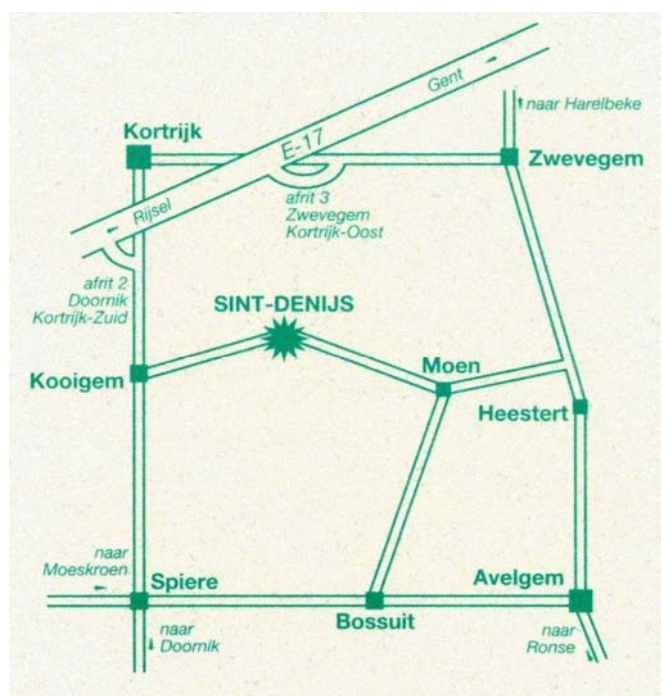 Gent
naar Harelbeke
Kortrijk
E-17
Zwevegem
Rijsel
afrit 3
Zwevegem
Kortrijk-Oost
afrit 2
Doornik
Kortrijk-Zuid
SINT-DENIJS
Kooigem
Moen
Heestert
naar
Moeskroen
Spiere
Avelgem
Bossuit
naar
Doornik
naar
Ronse